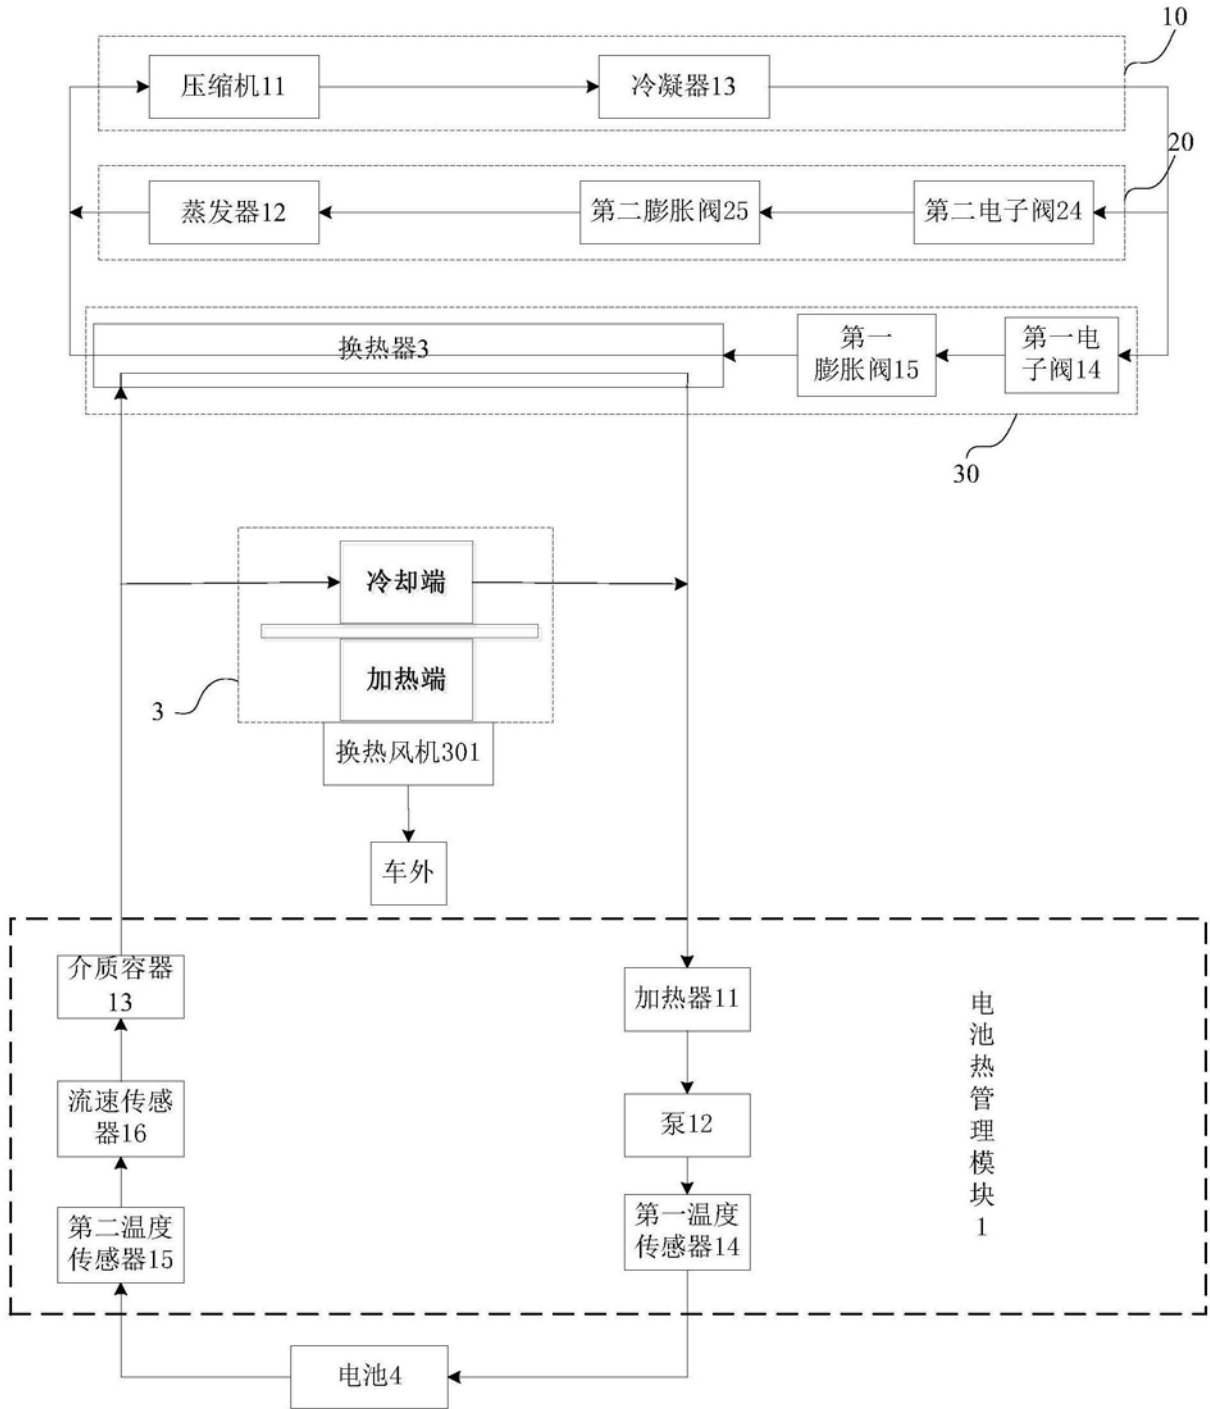 10
压缩机11
冷凝器13
20
蒸发器12
第二膨胀阀25
第二电子阀24
换热器3
第一
膨胀阀15
第一电
子阀14
30
冷却端
加热端
3
换热风机301
车外
介质容器
13
加热器11
电池热管理模块1
流速传感
器16
泵12
第二温度
传感器15
第一温度
传感器14
电池4